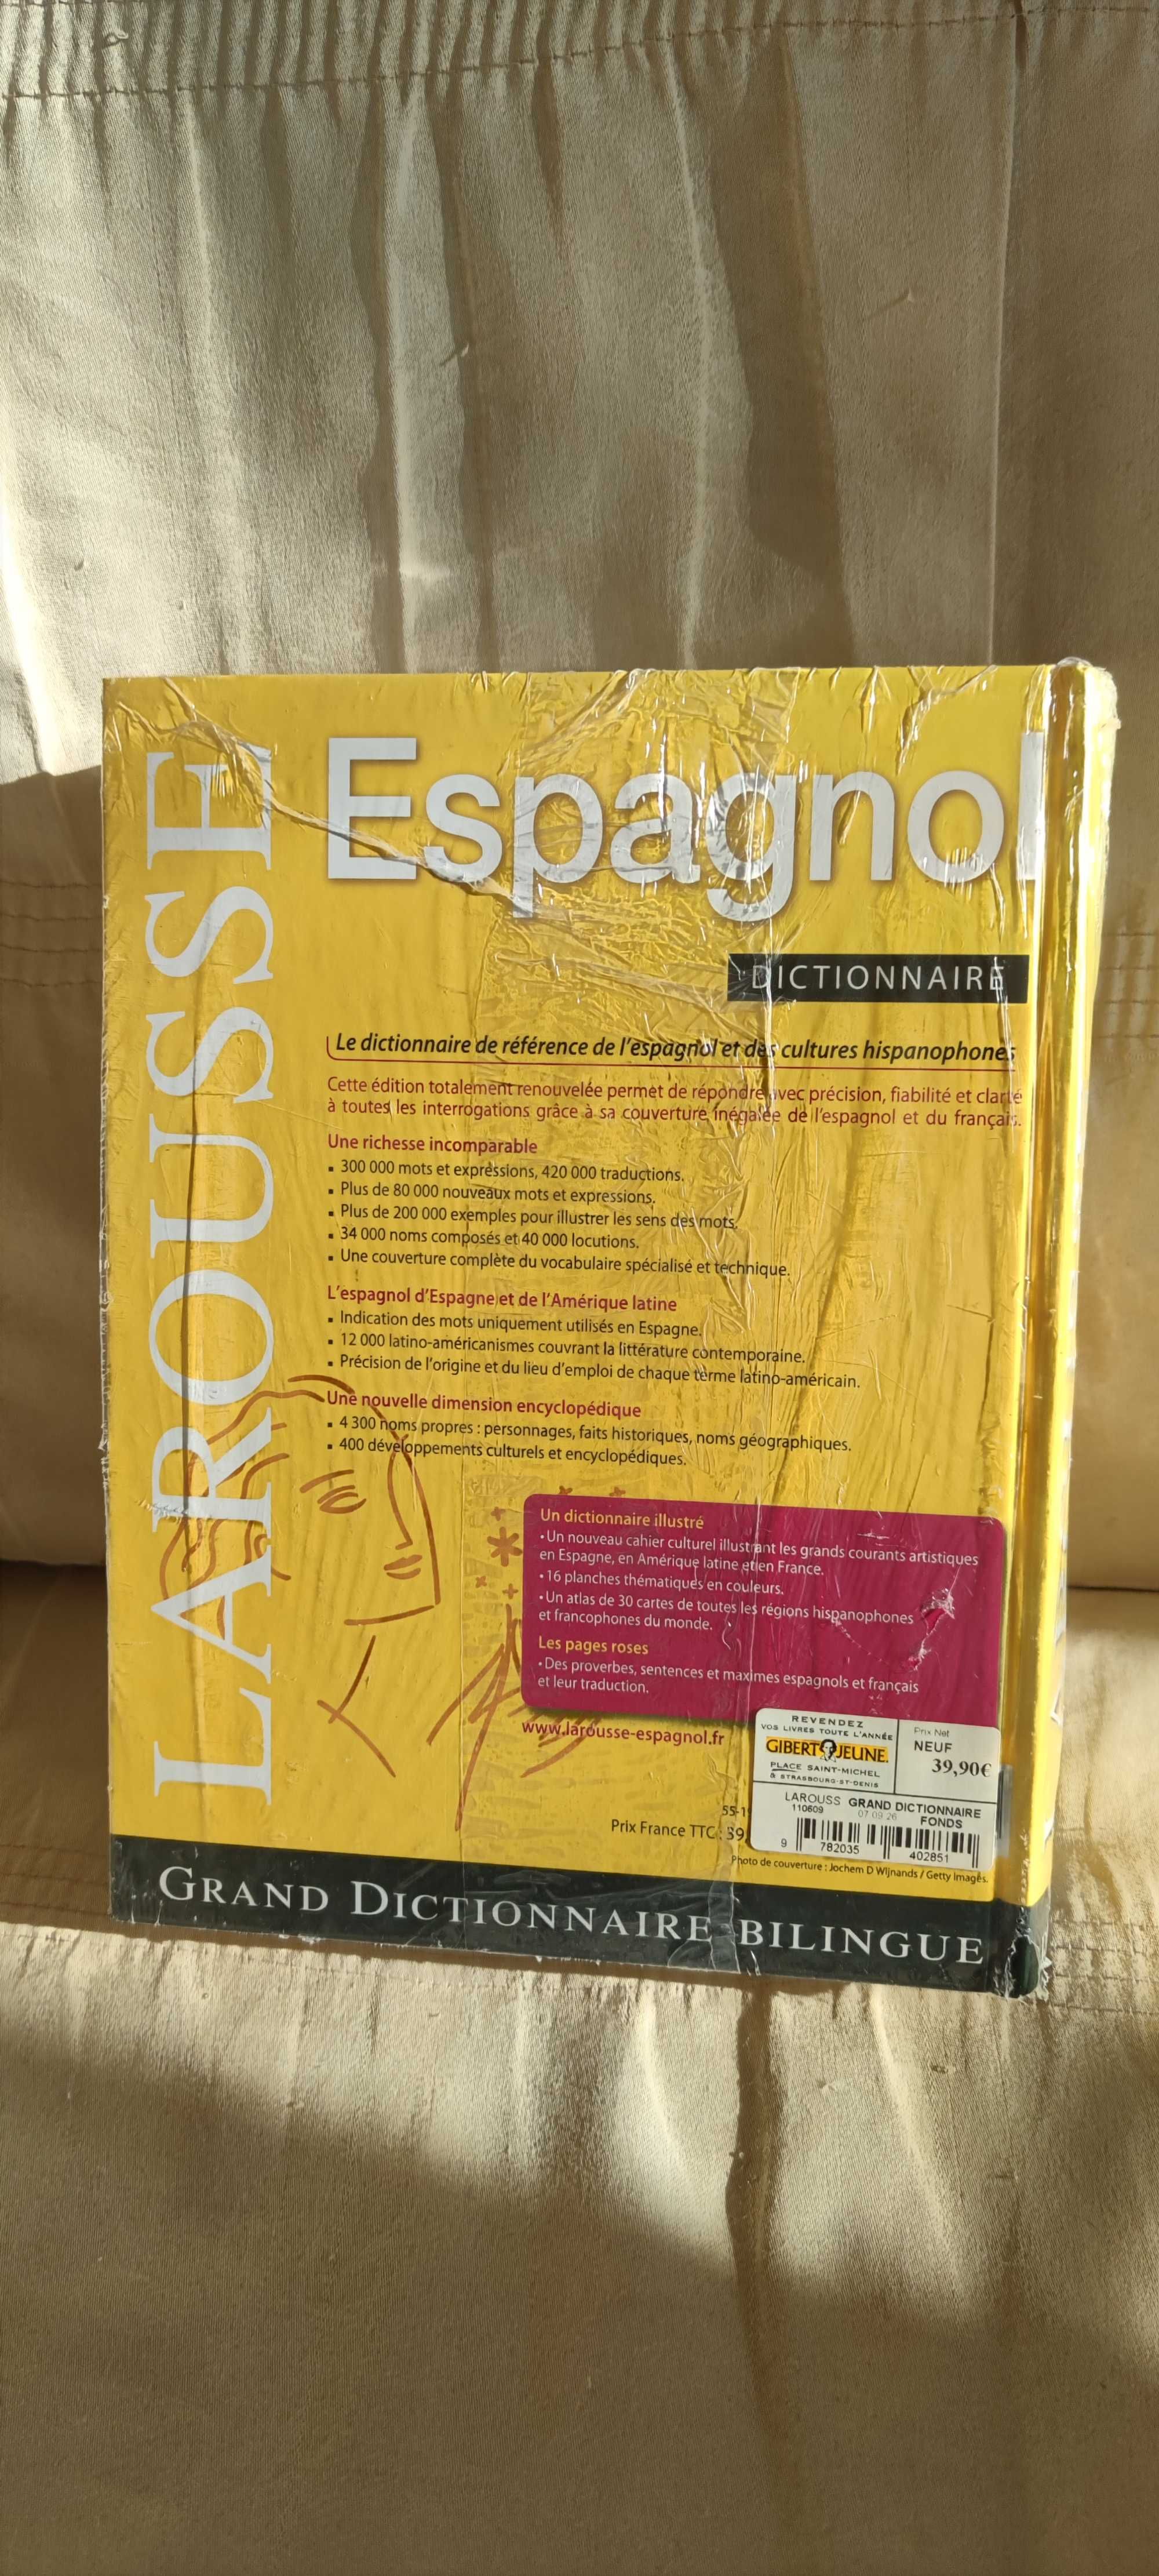 LAROUSSE
Espagnol
DICTIONNAIRE
Le dictionnaire de référence de l'espagnol et des cultures hispanophones
Cette édition totalement renouvelée permet de répondre avec précision, fiabilité et clarté
à toutes les interrogations grâce à sa couverture inégalée de l'espagnol et du français.
Une richesse incomparable
▪ 300 000 mots et expressions, 420 000 traductions.
▪ Plus de 80 000 nouveaux mots et expressions.
▪ Plus de 200 000 exemples pour illustrer les sens des mots.
▪ 34 000 noms composés et 40 000 locutions.
▪ Une couverture complète du vocabulaire spécialisé et technique.
L'espagnol d'Espagne et de l'Amérique latine
▪ Indication des mots uniquement utilisés en Espagne.
▪ 12 000 latino-américanismes couvrant la littérature contemporaine.
▪ Précision de l'origine et du lieu d'emploi de chaque terme latino-américain.
Une nouvelle dimension encyclopédique
▪ 4 300 noms propres : personnages, faits historiques, noms géographiques.
▪ 400 développements culturels et encyclopédiques.
Un dictionnaire illustré
• Un nouveau cahier culturel illustrant les grands courants artistiques
en Espagne, en Amérique latine et en France.
• 16 planches thématiques en couleurs.
• Un atlas de 30 cartes de toutes les régions hispanophones
et francophones du monde.
Les pages roses
• Des proverbes, sentences et maximes espagnols et français
et leur traduction.
www.larousse-espagnol.fr
REVENDEZ
VOS LIVRES TOUTE L'ANNÉE
GIBERT JEUNE.
PLACE SAINT-MICHEL
& STRASBOURG-ST-DENIS
Prix Net
NEUF
39,90€
LAROUSS GRAND DICTIONNAIRE
110609 07 09 26 FONDS
9 782035 402851
55-1
Prix France TTC : 39
Photo de couverture : Jochem D Wijnands / Getty Images.
GRAND DICTIONNAIRE BILINGUE